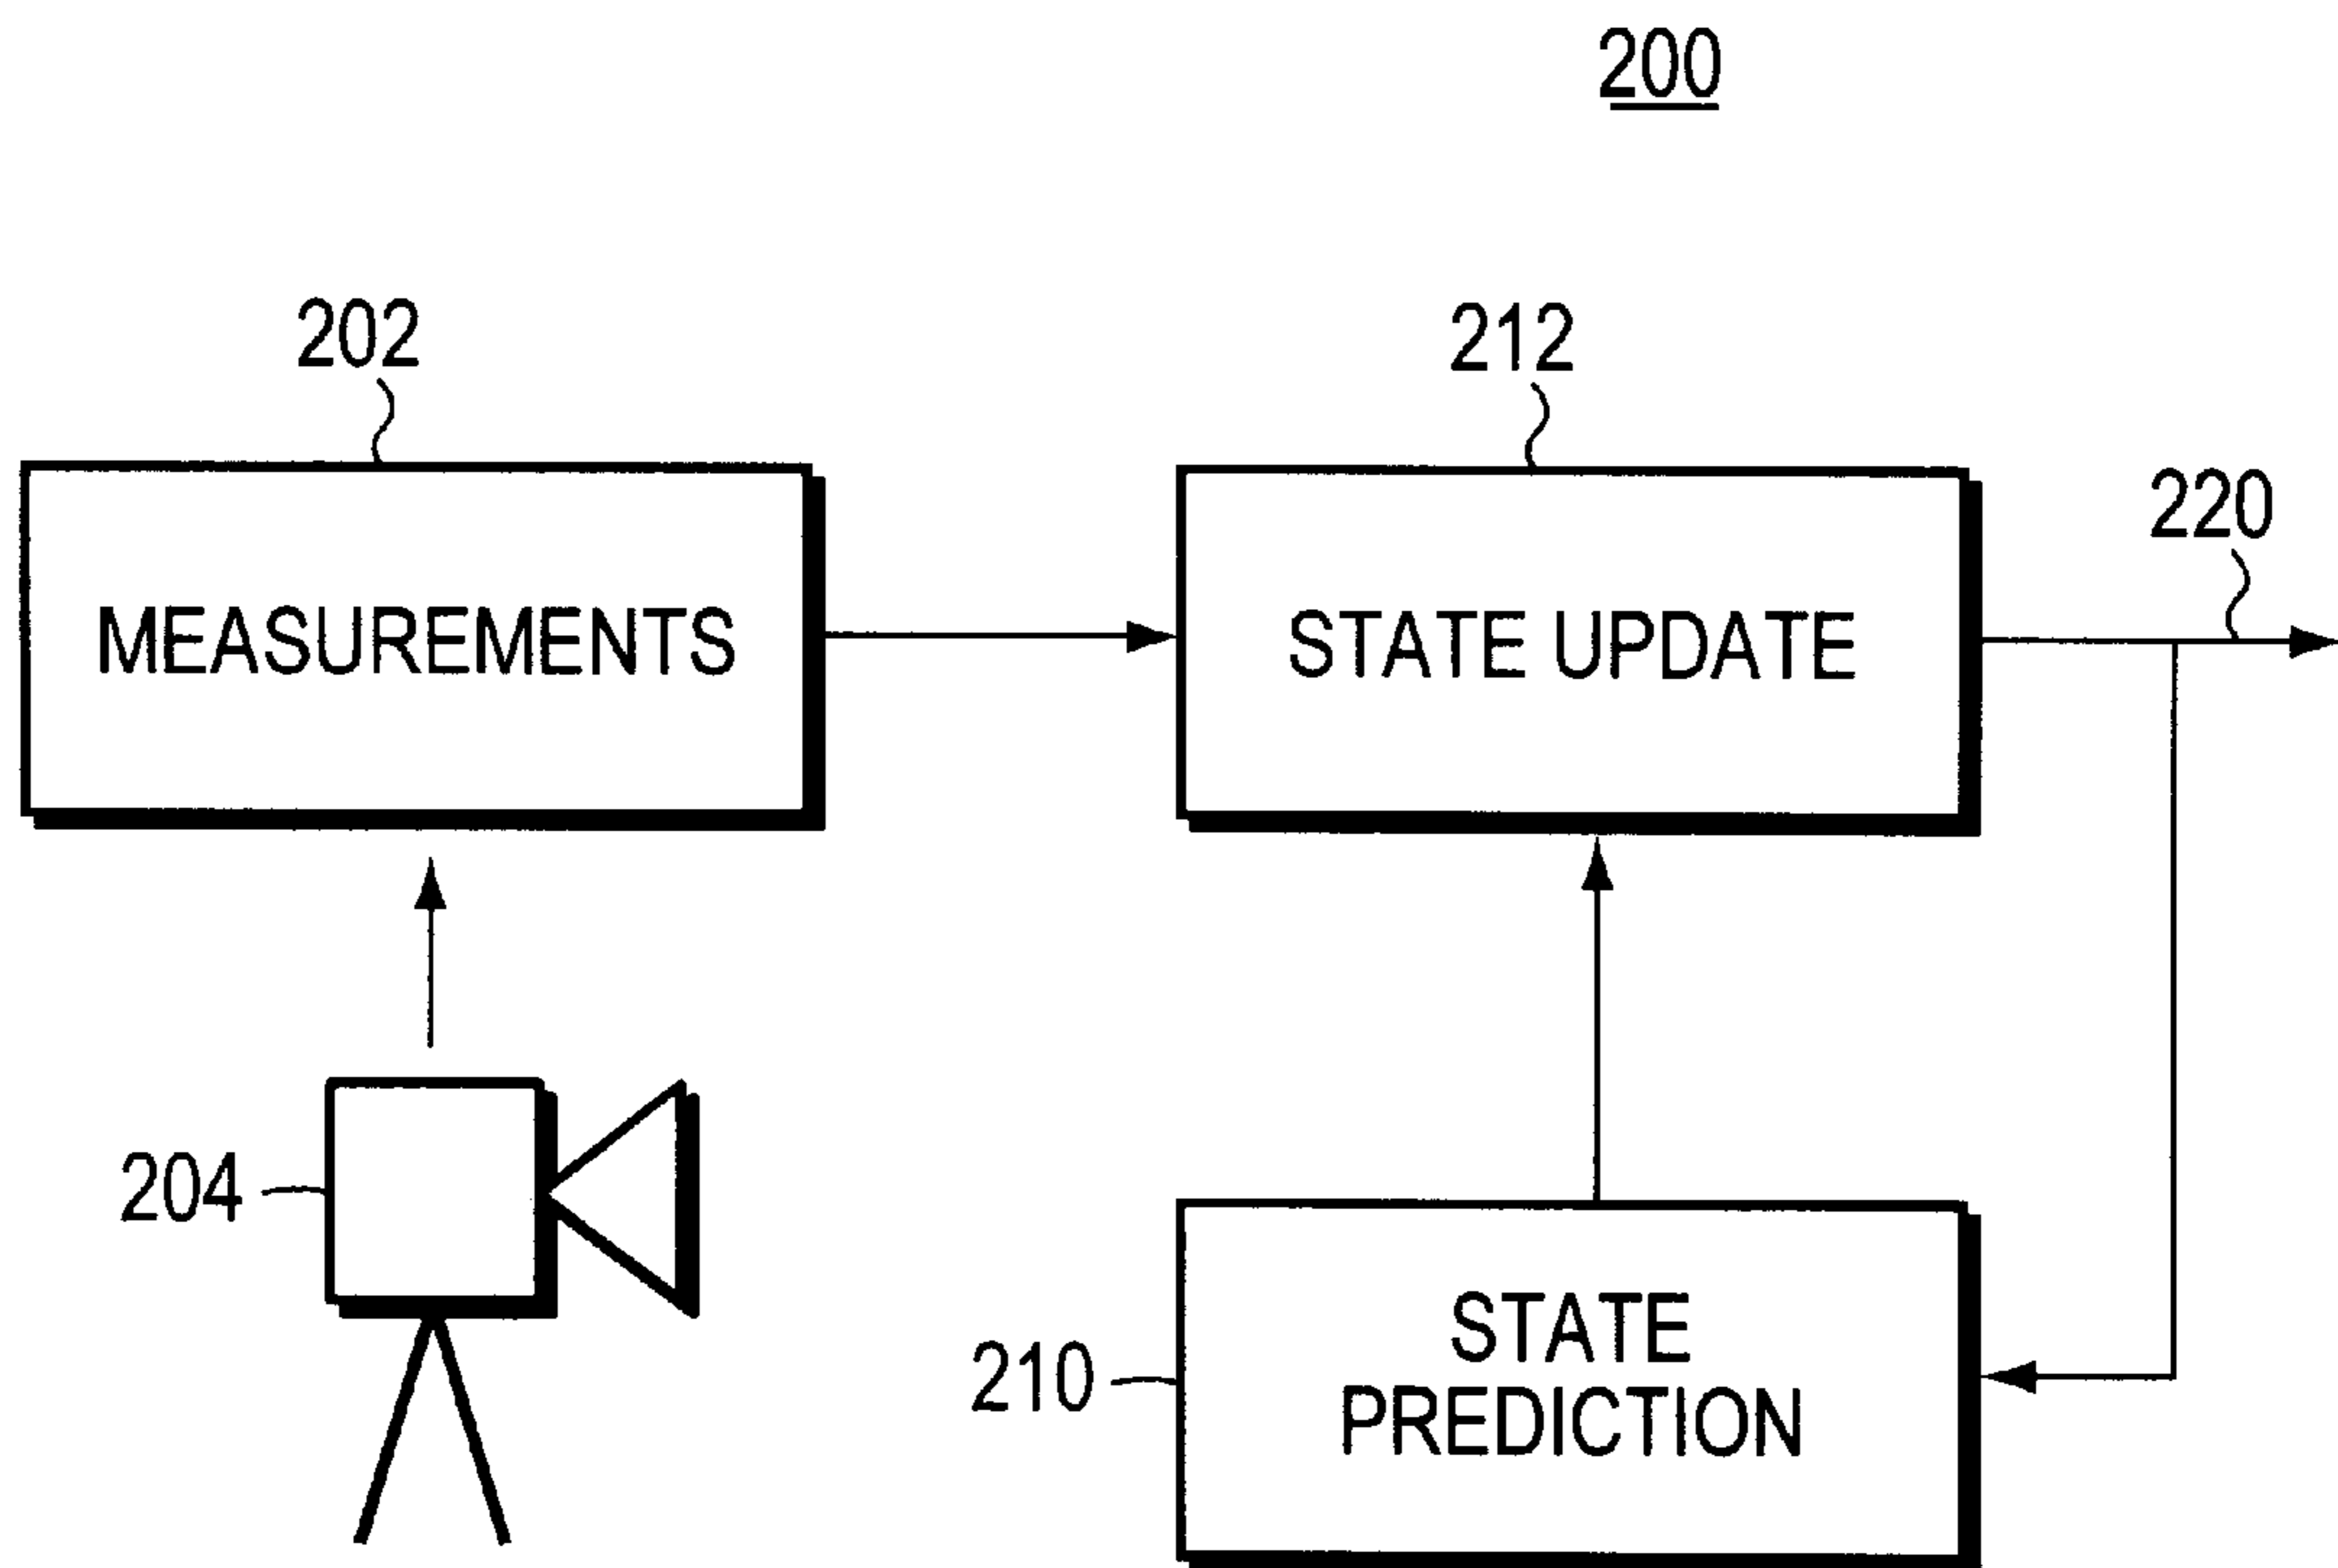 200
202
212
220
MEASUREMENTS
STATE UPDATE
204
210
STATE
PREDICTION